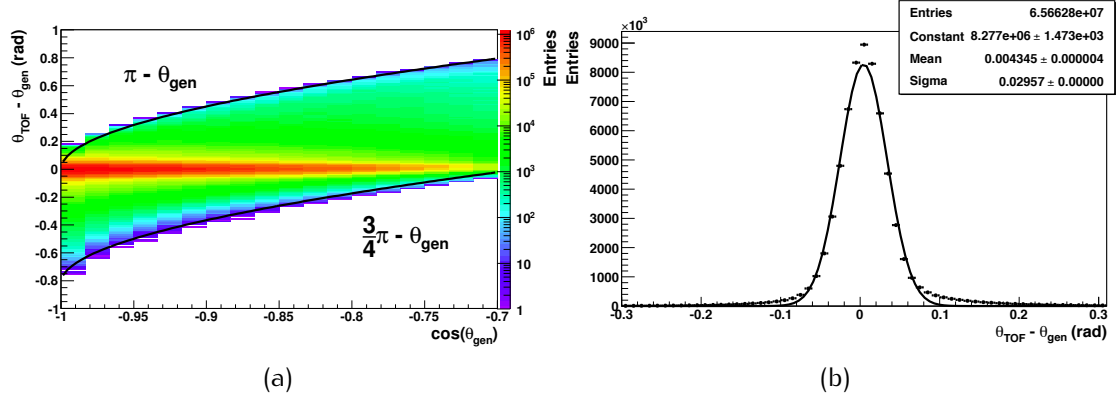 θTOF - θgen (rad)
1
0.8
0.6
0.4
0.2
0
-0.2
-0.4
-0.6
-0.8
-1
π - θgen
3/4 π - θgen
-1 -0.95 -0.9 -0.85 -0.8 -0.75 -0.7
cos(θgen)
Entries
10^6
10^5
10^4
10^3
10^2
10
1
(a)
×10^3
Entries
9000
8000
7000
6000
5000
4000
3000
2000
1000
0
-0.3 -0.2 -0.1 0 0.1 0.2 0.3
θTOF - θgen (rad)
Entries 6.56628e+07
Constant 8.277e+06 ± 1.473e+03
Mean 0.004345 ± 0.000004
Sigma 0.02957 ± 0.00000
(b)